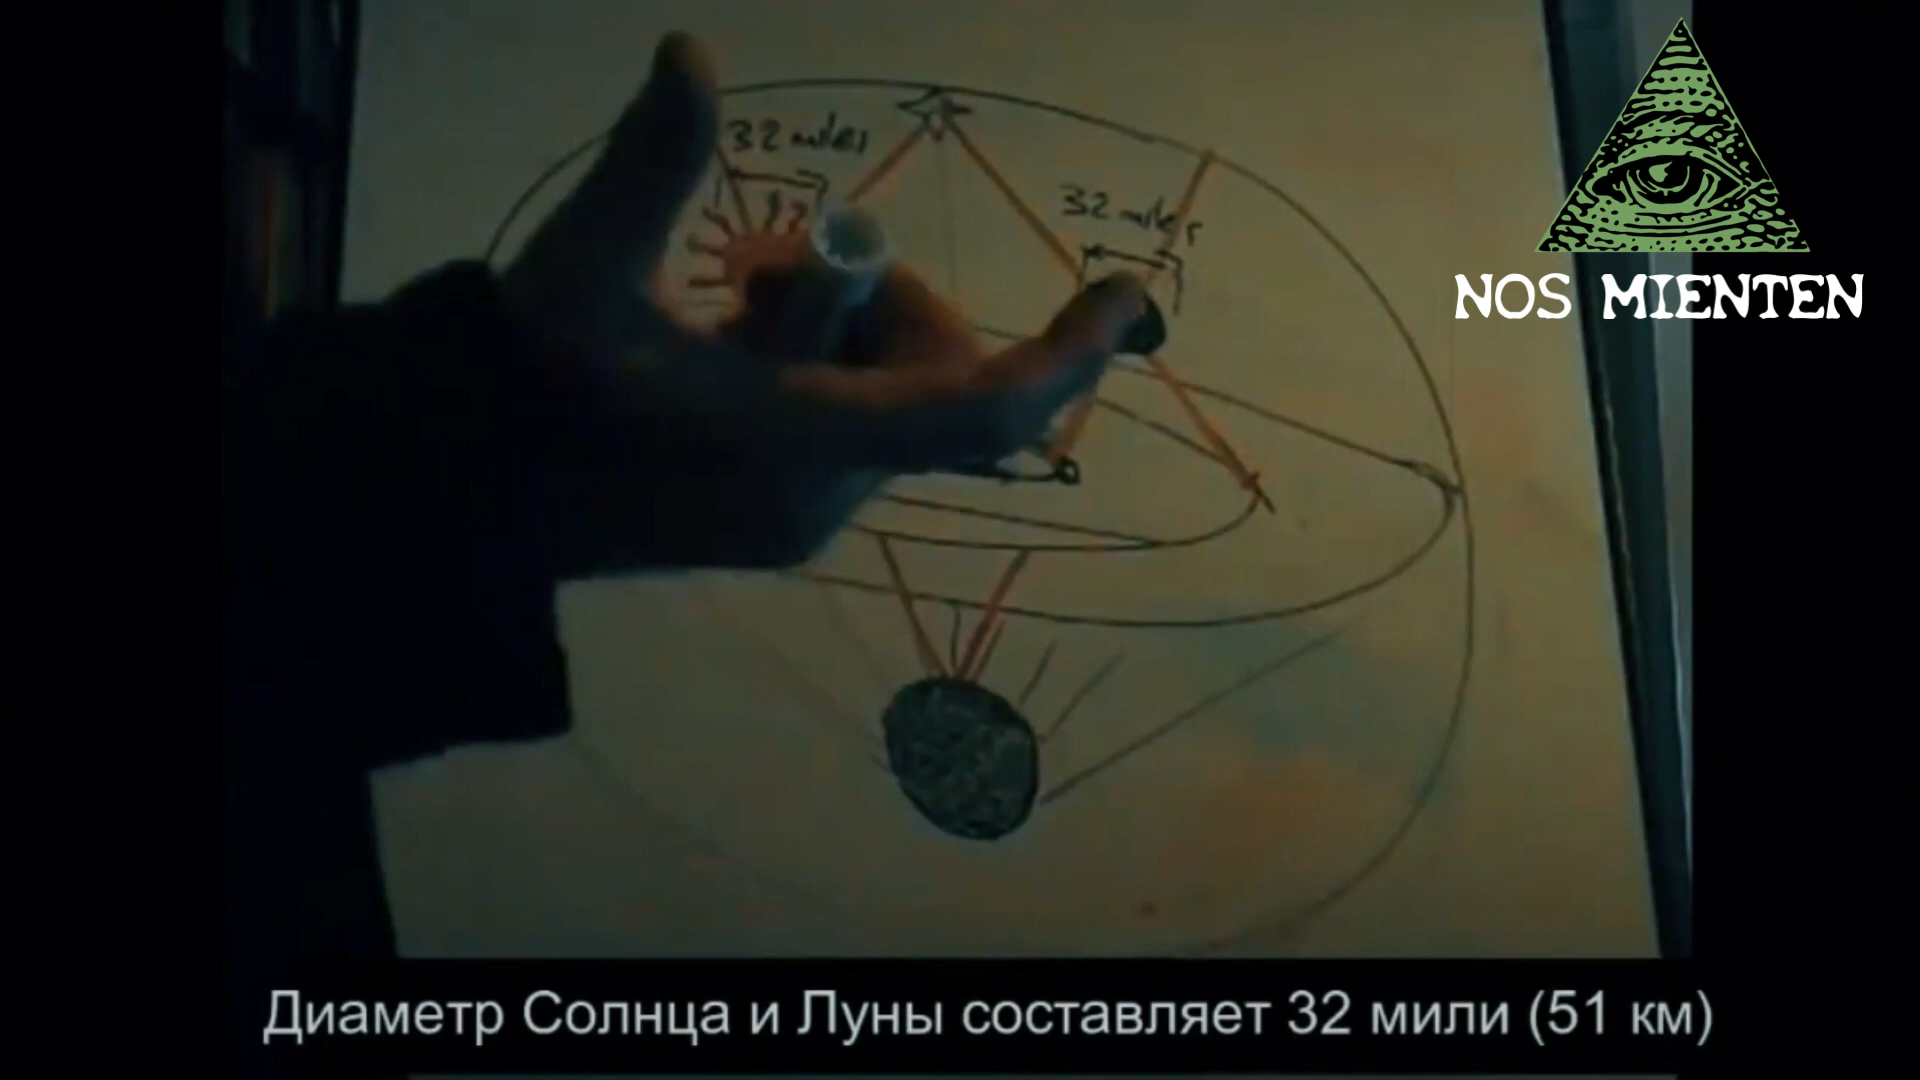 32 miles
32 miles
NOS MIENTEN
Диаметр Солнца и Луны составляет 32 мили (51 км)